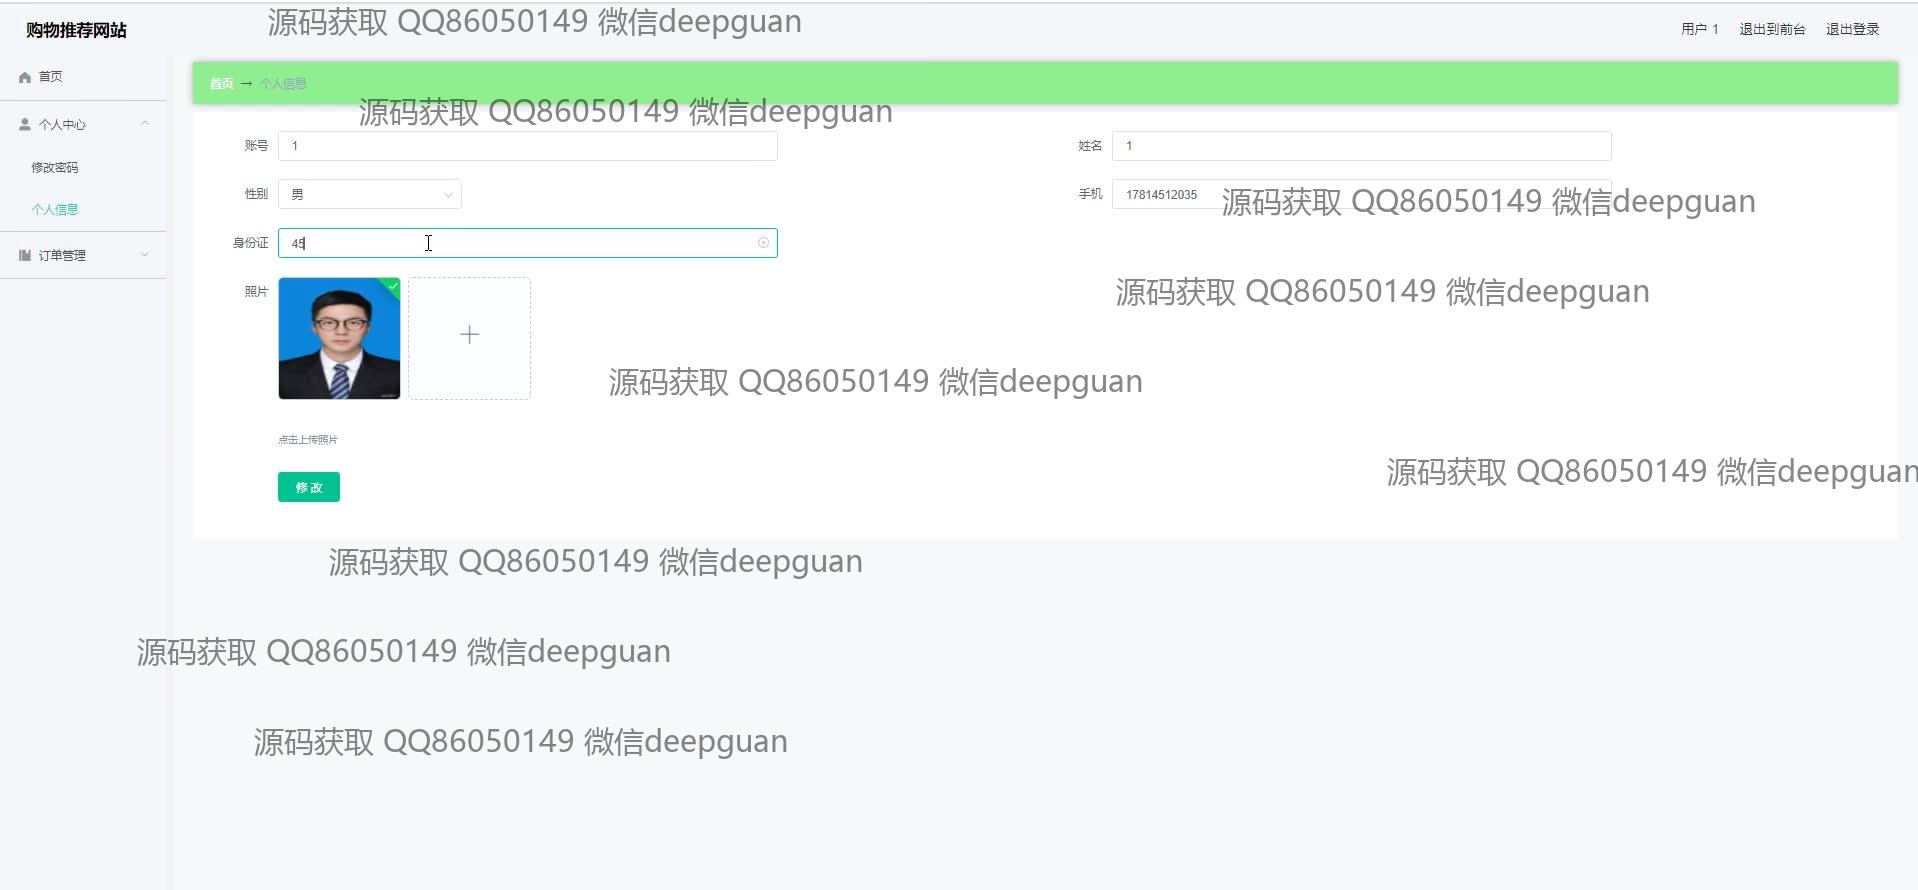 购物推荐网站
源码获取 QQ86050149 微信deepguan
用户 1 退出到前台 退出登录
首页
首页 → 个人信息
源码获取 QQ86050149 微信deepguan
个人中心
账号 1
姓名 1
修改密码
性别 男
手机 17814512035
源码获取 QQ86050149 微信deepguan
个人信息
身份证 45
订单管理
照片
源码获取 QQ86050149 微信deepguan
源码获取 QQ86050149 微信deepguan
点击上传照片
源码获取 QQ86050149 微信deepguan
修改
源码获取 QQ86050149 微信deepguan
源码获取 QQ86050149 微信deepguan
源码获取 QQ86050149 微信deepguan